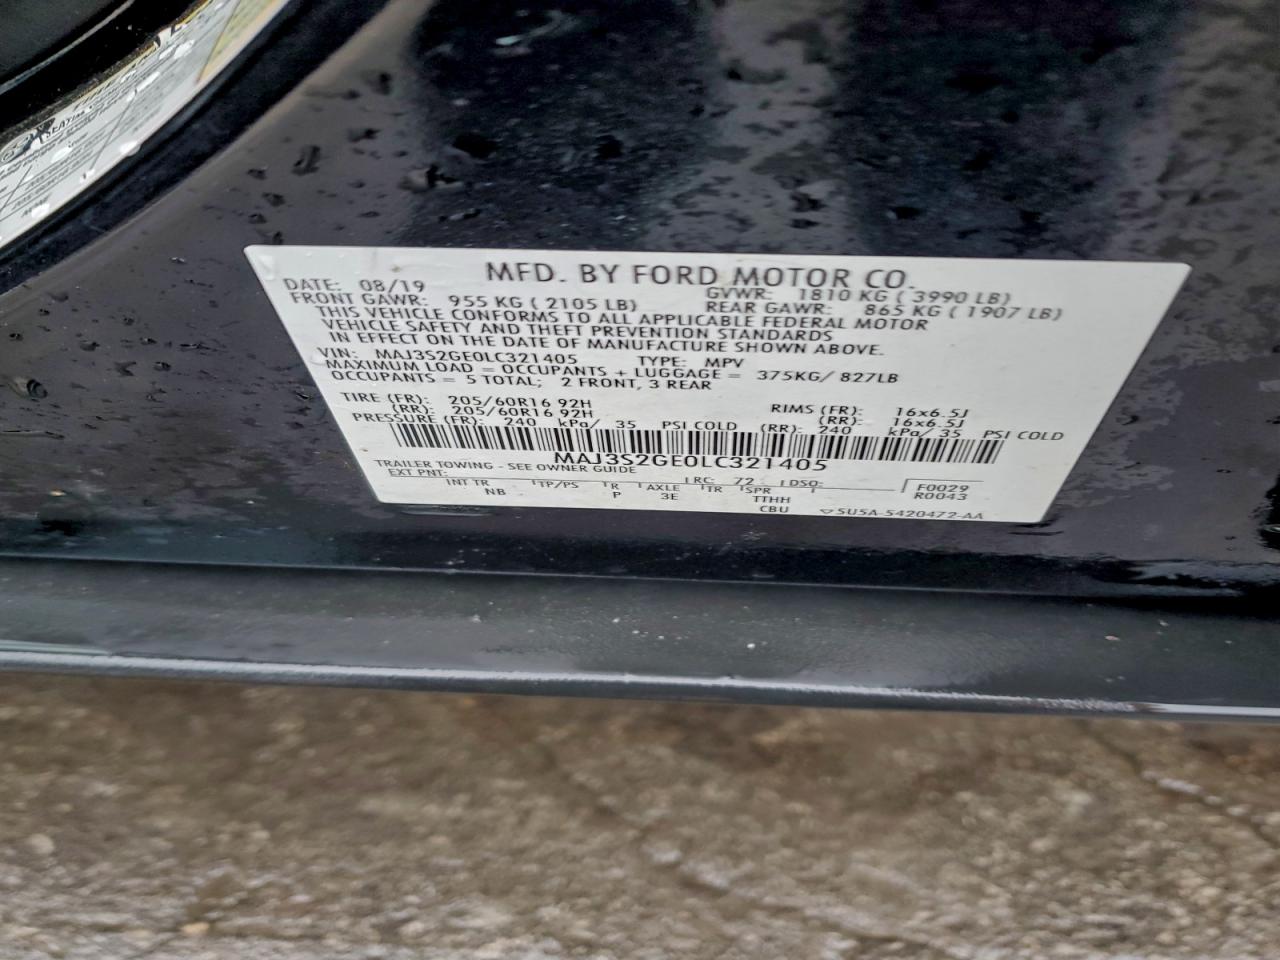 MFD. BY FORD MOTOR CO.
DATE: 08/19 GVWR: 1810 KG ( 3990 LB)
FRONT GAWR: 955 KG ( 2105 LB) REAR GAWR: 865 KG ( 1907 LB)
THIS VEHICLE CONFORMS TO ALL APPLICABLE FEDERAL MOTOR
VEHICLE SAFETY AND THEFT PREVENTION STANDARDS
IN EFFECT ON THE DATE OF MANUFACTURE SHOWN ABOVE.
VIN: MAJ3S2GE0LC321405 TYPE: MPV
MAXIMUM LOAD = OCCUPANTS + LUGGAGE = 375KG/ 827LB
OCCUPANTS = 5 TOTAL; 2 FRONT, 3 REAR
TIRE (FR): 205/60R16 92H RIMS (FR): 16x6.5J
(RR): 205/60R16 92H (RR): 16x6.5J
PRESSURE (FR): 240 kPa/ 35 PSI COLD (RR): 240 kPa/ 35 PSI COLD
MAJ3S2GE0LC321405
TRAILER TOWING - SEE OWNER GUIDE
EXT PNT: RC: 72 DSO: F0029
INT TR TP/PS R AXLE TR SPR R0043
NB P 3E TTHH
CBU ▽5U5A-5420472-AA
SEATING